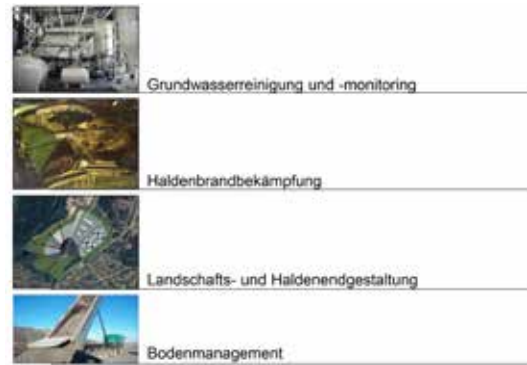 Grundwasserreinigung und -monitoring
Haldenbrandbekämpfung
Landschafts- und Haldenendgestaltung
Bodenmanagement